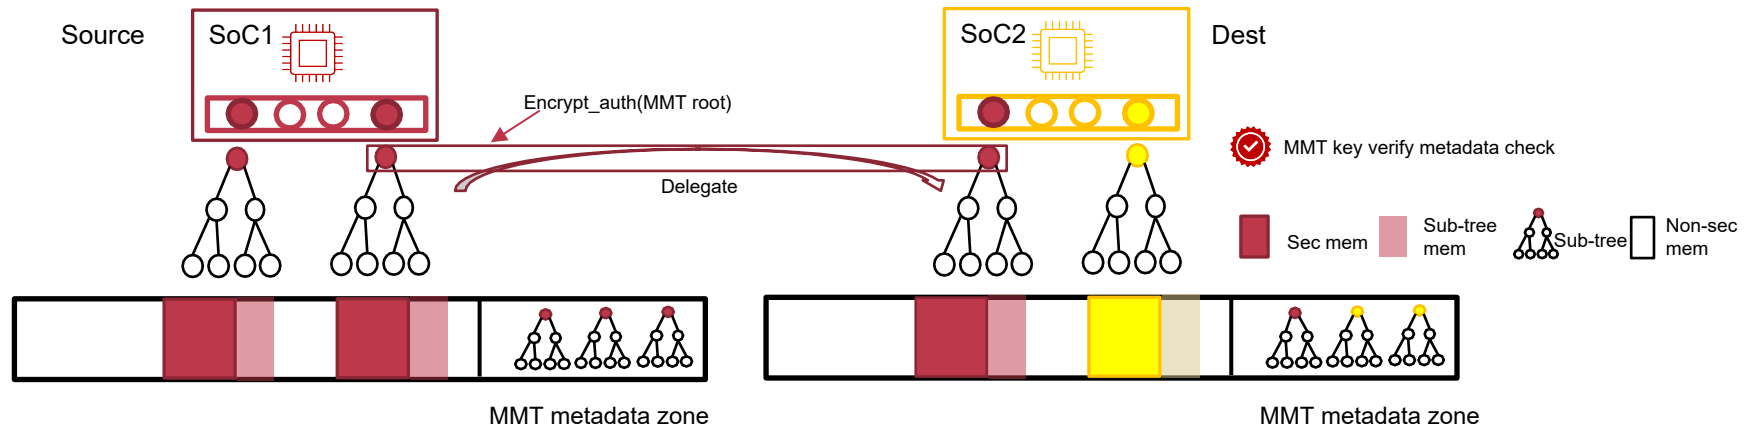 Source
SoC1
SoC2
Dest
Encrypt_auth(MMT root)
Delegate
MMT key verify metadata check
Sec mem
Sub-tree
mem
Sub-tree
Non-sec
mem
MMT metadata zone
MMT metadata zone